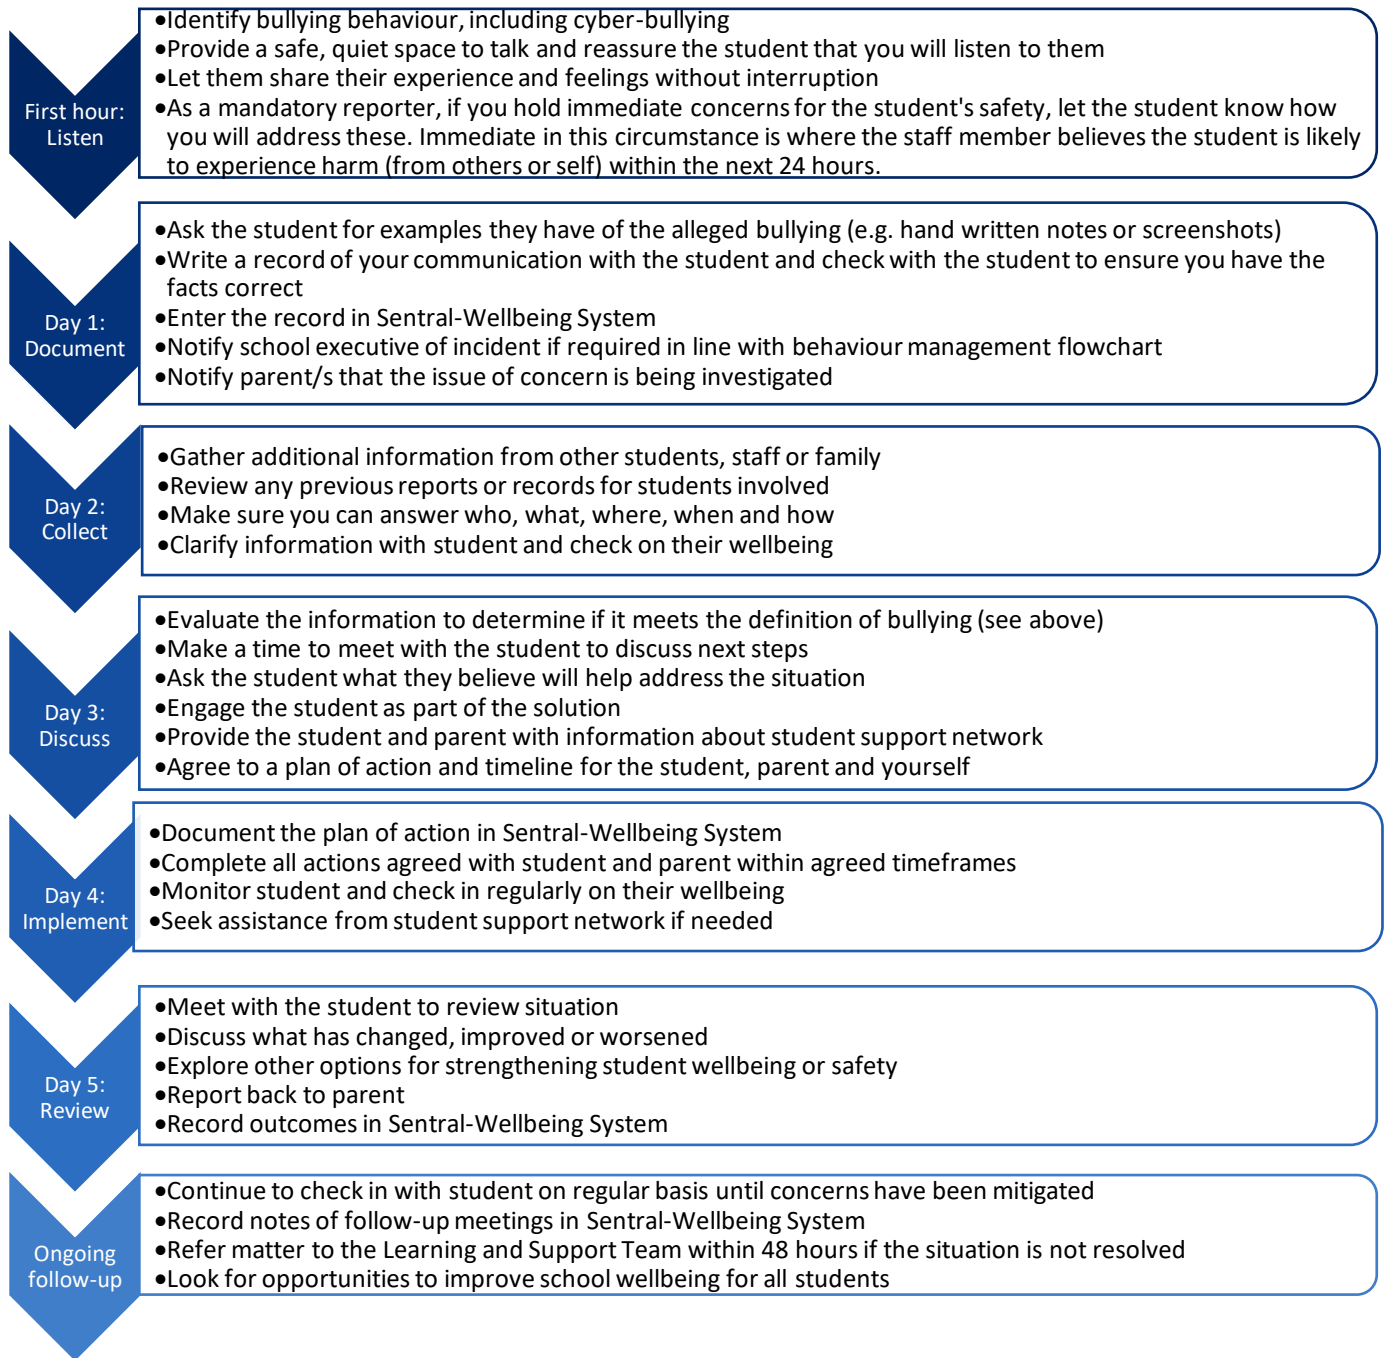 First hour:
Listen
•Identify bullying behaviour, including cyber-bullying
•Provide a safe, quiet space to talk and reassure the student that you will listen to them
•Let them share their experience and feelings without interruption
•As a mandatory reporter, if you hold immediate concerns for the student's safety, let the student know how
you will address these. Immediate in this circumstance is where the staff member believes the student is likely
to experience harm (from others or self) within the next 24 hours.
Day 1:
Document
•Ask the student for examples they have of the alleged bullying (e.g. hand written notes or screenshots)
•Write a record of your communication with the student and check with the student to ensure you have the
facts correct
•Enter the record in Sentral-Wellbeing System
•Notify school executive of incident if required in line with behaviour management flowchart
•Notify parent/s that the issue of concern is being investigated
Day 2:
Collect
•Gather additional information from other students, staff or family
•Review any previous reports or records for students involved
•Make sure you can answer who, what, where, when and how
•Clarify information with student and check on their wellbeing
Day 3:
Discuss
•Evaluate the information to determine if it meets the definition of bullying (see above)
•Make a time to meet with the student to discuss next steps
•Ask the student what they believe will help address the situation
•Engage the student as part of the solution
•Provide the student and parent with information about student support network
•Agree to a plan of action and timeline for the student, parent and yourself
Day 4:
Implement
•Document the plan of action in Sentral-Wellbeing System
•Complete all actions agreed with student and parent within agreed timeframes
•Monitor student and check in regularly on their wellbeing
•Seek assistance from student support network if needed
Day 5:
Review
•Meet with the student to review situation
•Discuss what has changed, improved or worsened
•Explore other options for strengthening student wellbeing or safety
•Report back to parent
•Record outcomes in Sentral-Wellbeing System
Ongoing
follow-up
•Continue to check in with student on regular basis until concerns have been mitigated
•Record notes of follow-up meetings in Sentral-Wellbeing System
•Refer matter to the Learning and Support Team within 48 hours if the situation is not resolved
•Look for opportunities to improve school wellbeing for all students